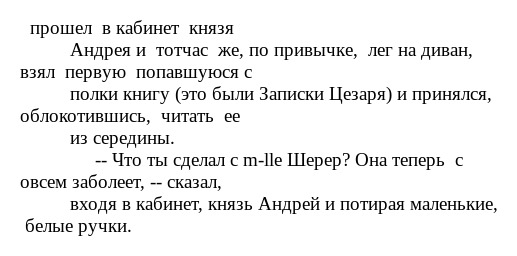 прошел в кабинет князя
Андрея и тотчас же, по привычке, лег на диван,
взял первую попавшуюся с
полки книгу (это были Записки Цезаря) и принялся,
облокотившись, читать ее
из середины.
-- Что ты сделал с m-lle Шерер? Она теперь с
овсем заболеет, -- сказал,
входя в кабинет, князь Андрей и потирая маленькие,
белые ручки.